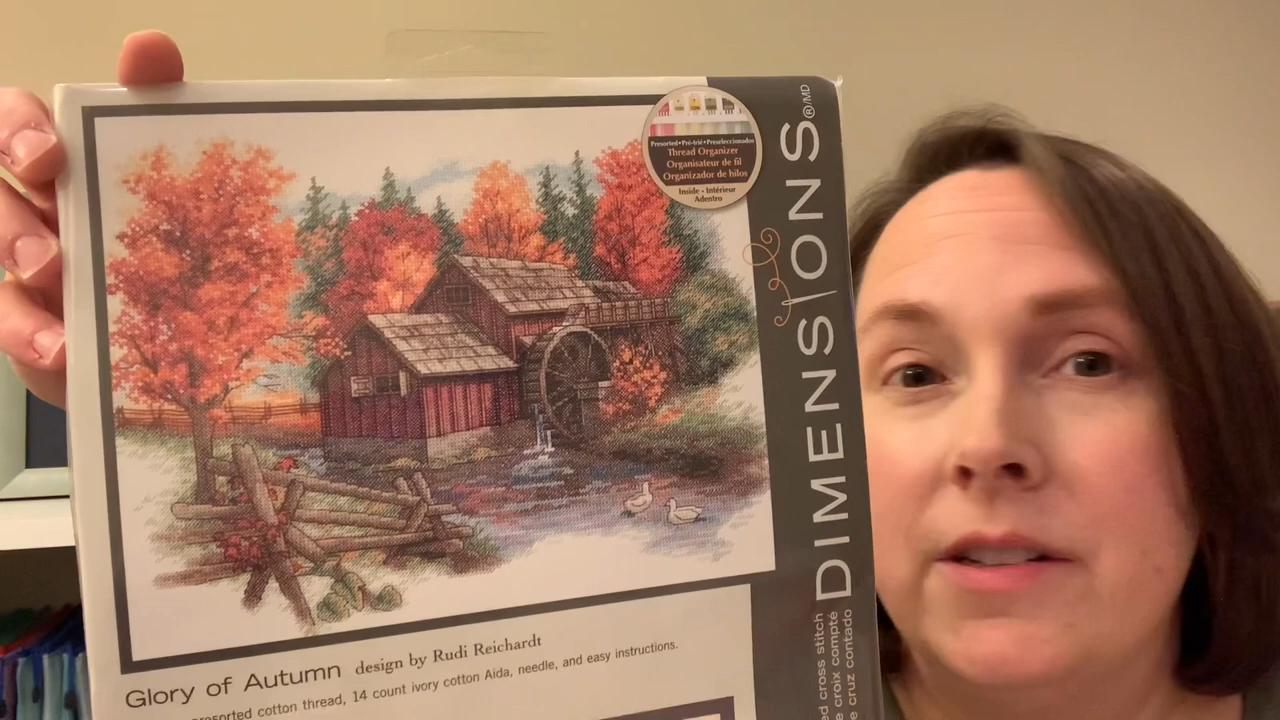 Presorted•Pré-trié•Preseleccionados
Thread Organizer
Organisateur de fil
Organizador de hilos
Inside - Intérieur
Adentro
DIMENSIONS®/MD
ed cross stitch
e croix compté
e cruz contado
Glory of Autumn design by Rudi Reichardt
presorted cotton thread, 14 count ivory cotton Aida, needle, and easy instructions.